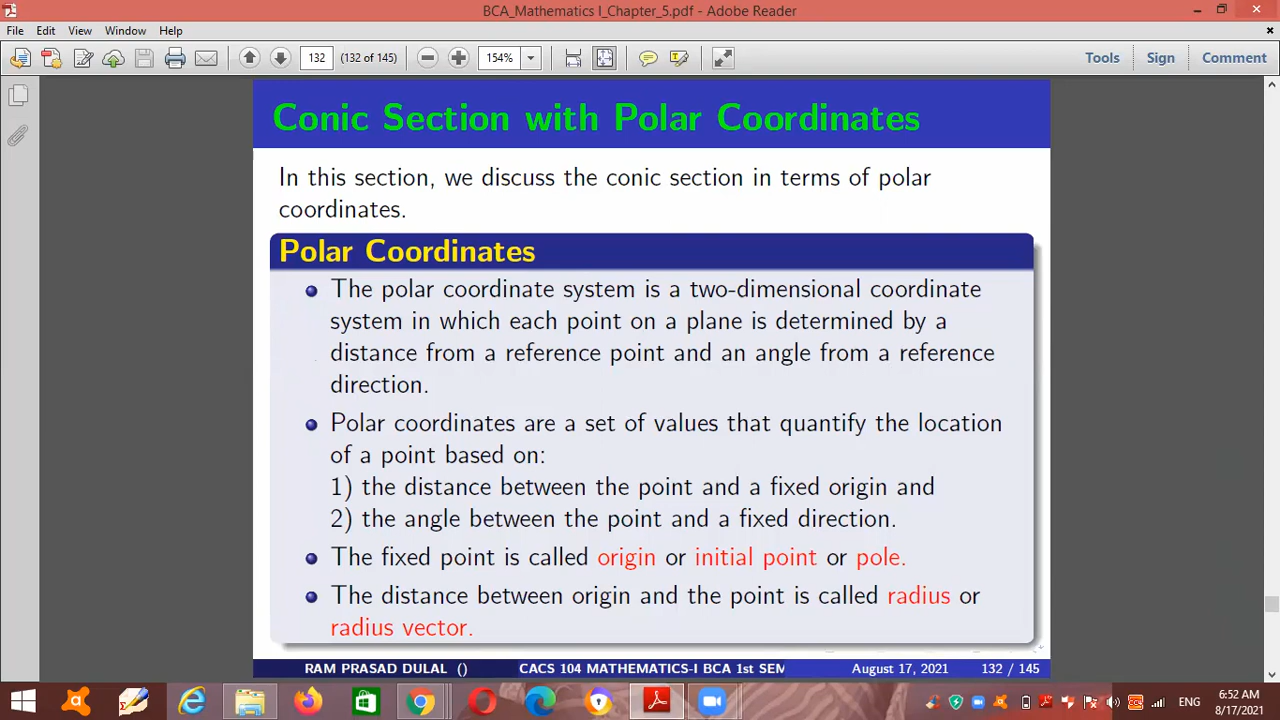 BCA_Mathematics I_Chapter_5.pdf - Adobe Reader
File Edit View Window Help
132 (132 of 145) 154% Tools Sign Comment
Conic Section with Polar Coordinates
In this section, we discuss the conic section in terms of polar
coordinates.
Polar Coordinates
The polar coordinate system is a two-dimensional coordinate
system in which each point on a plane is determined by a
distance from a reference point and an angle from a reference
direction.
Polar coordinates are a set of values that quantify the location
of a point based on:
1) the distance between the point and a fixed origin and
2) the angle between the point and a fixed direction.
The fixed point is called origin or initial point or pole.
The distance between origin and the point is called radius or
radius vector.
RAM PRASAD DULAL () CACS 104 MATHEMATICS-I BCA 1st SEM August 17, 2021 132 / 145
ENG 6:52 AM
8/17/2021